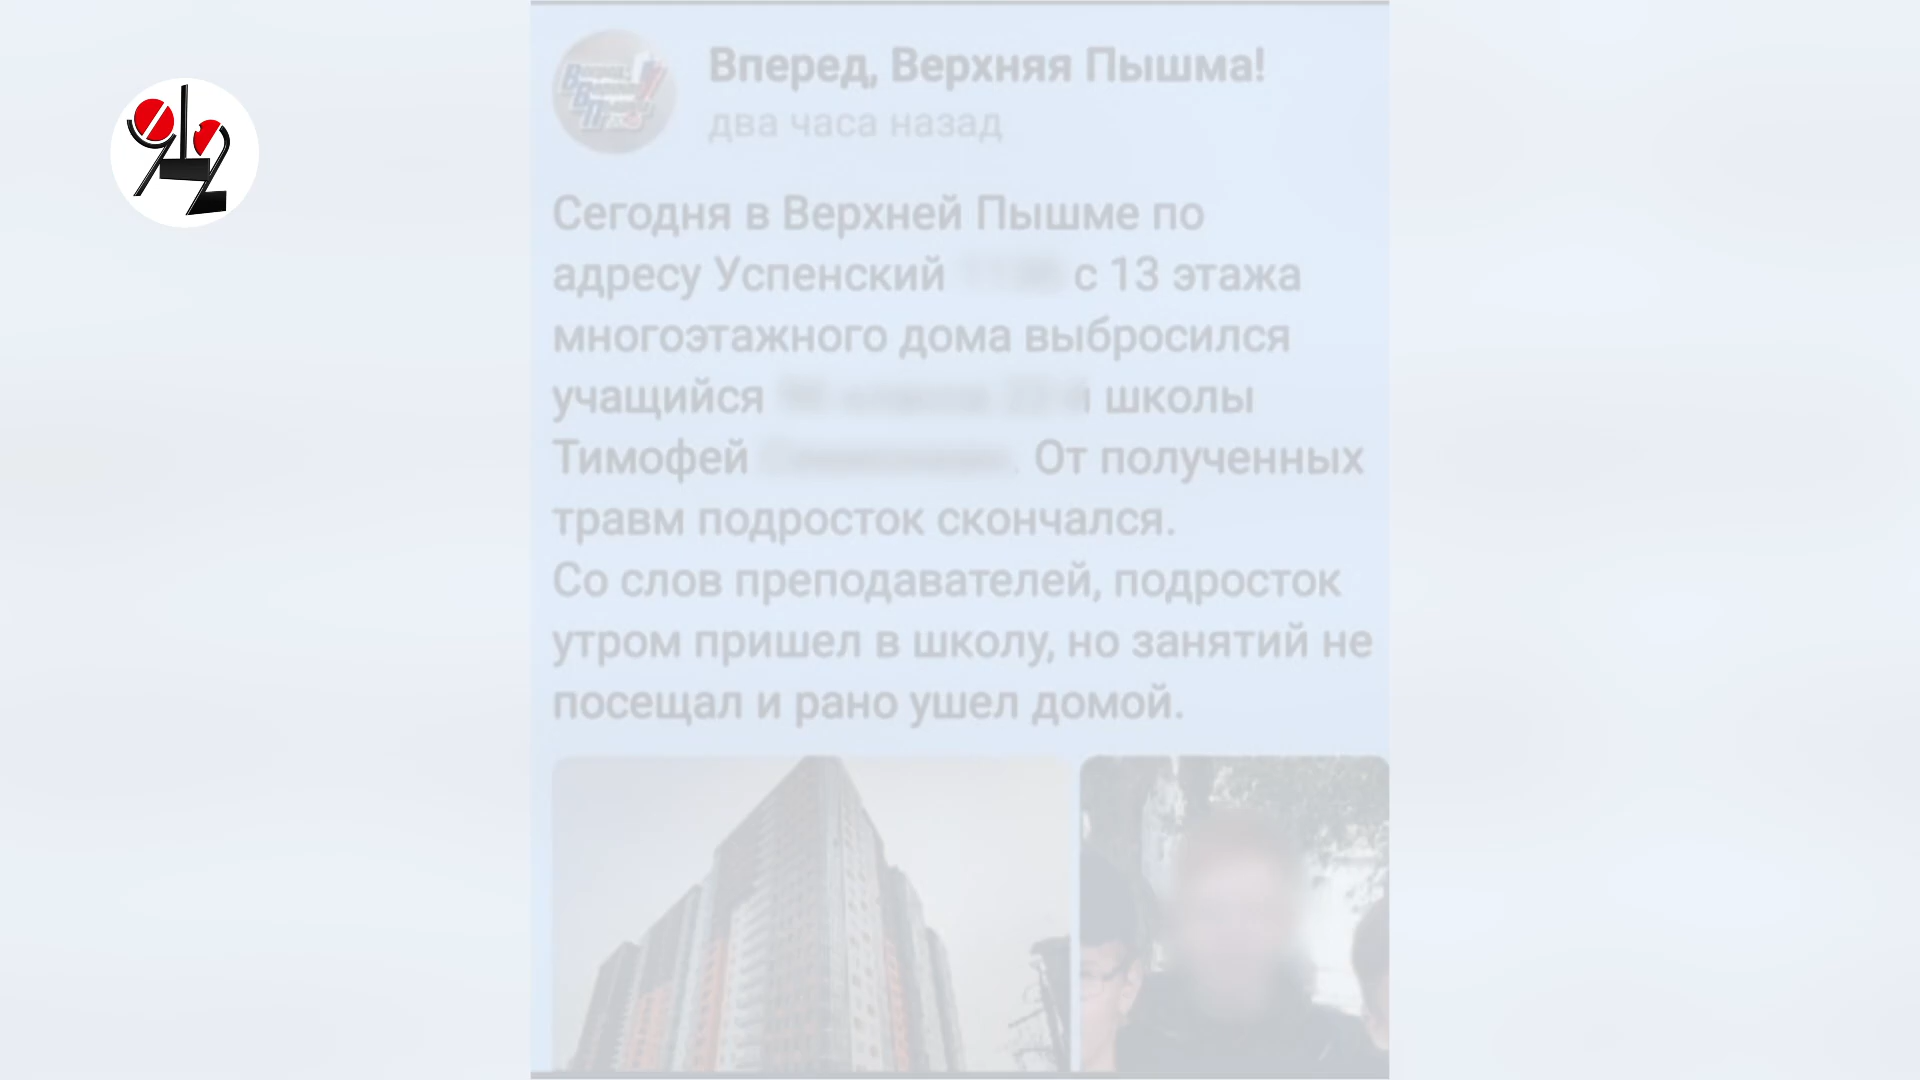 Вперед, Верхняя Пышма!
два часа назад
Сегодня в Верхней Пышме по
адресу Успенский с 13 этажа
многоэтажного дома выбросился
учащийся школы
Тимофей . От полученных
травм подросток скончался.
Со слов преподавателей, подросток
утром пришел в школу, но занятий не
посещал и рано ушел домой.